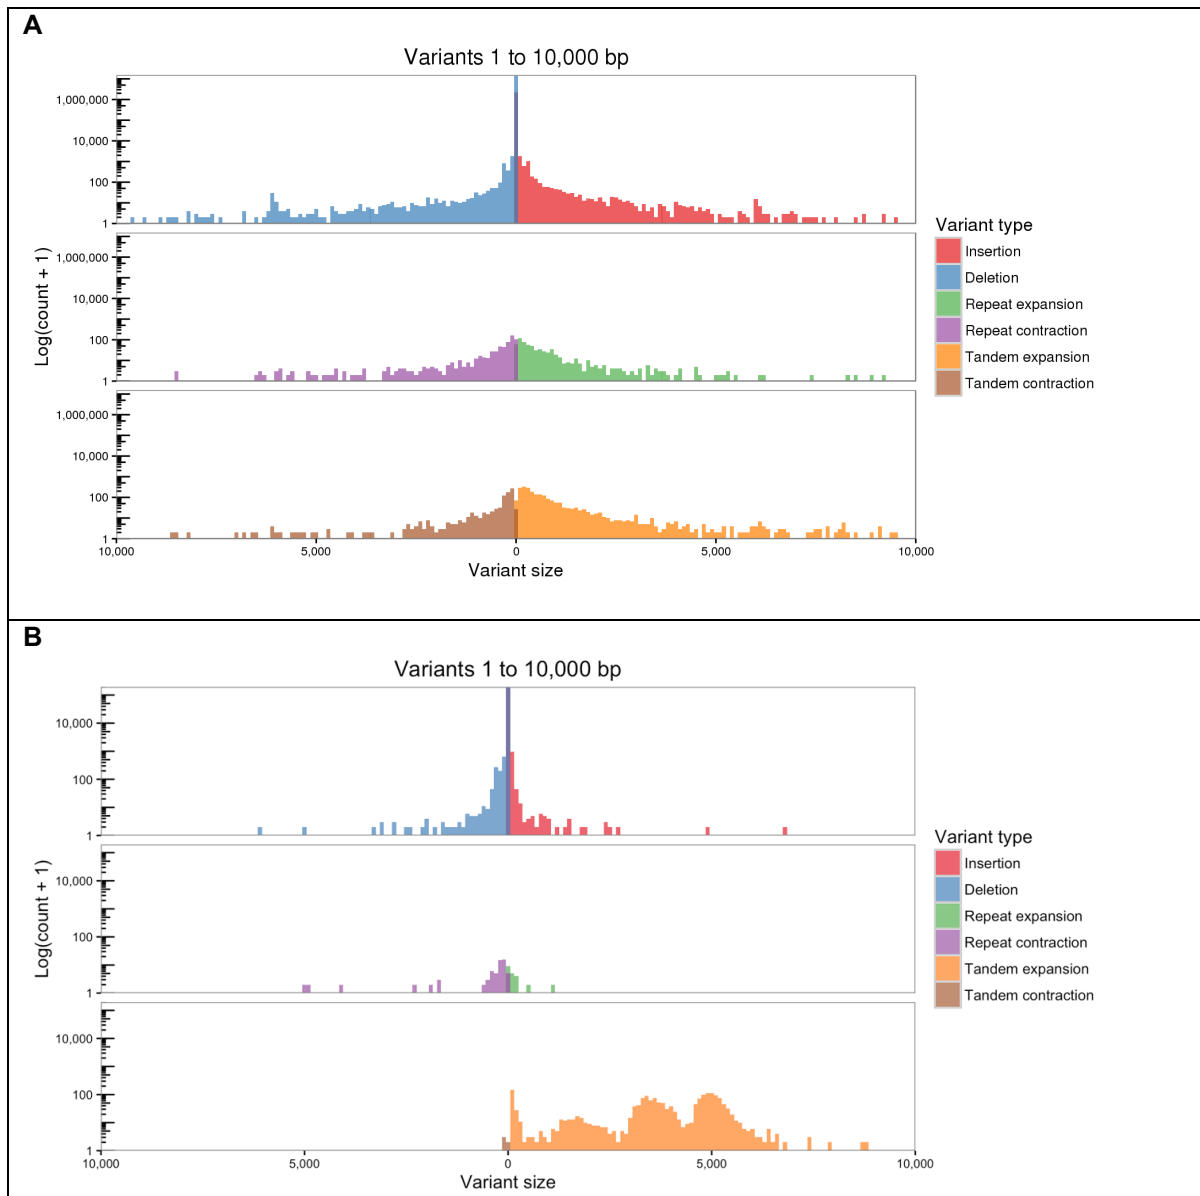 A
Variants 1 to 10,000 bp
1,000,000
10,000
100
1
1,000,000
10,000
100
1
1,000,000
10,000
100
1
Log(count + 1)
10,000 5,000 0 5,000 10,000
Variant size
Variant type
Insertion
Deletion
Repeat expansion
Repeat contraction
Tandem expansion
Tandem contraction
B
Variants 1 to 10,000 bp
10,000
100
1
10,000
100
1
10,000
100
1
Log(count + 1)
10,000 5,000 0 5,000 10,000
Variant size
Variant type
Insertion
Deletion
Repeat expansion
Repeat contraction
Tandem expansion
Tandem contraction